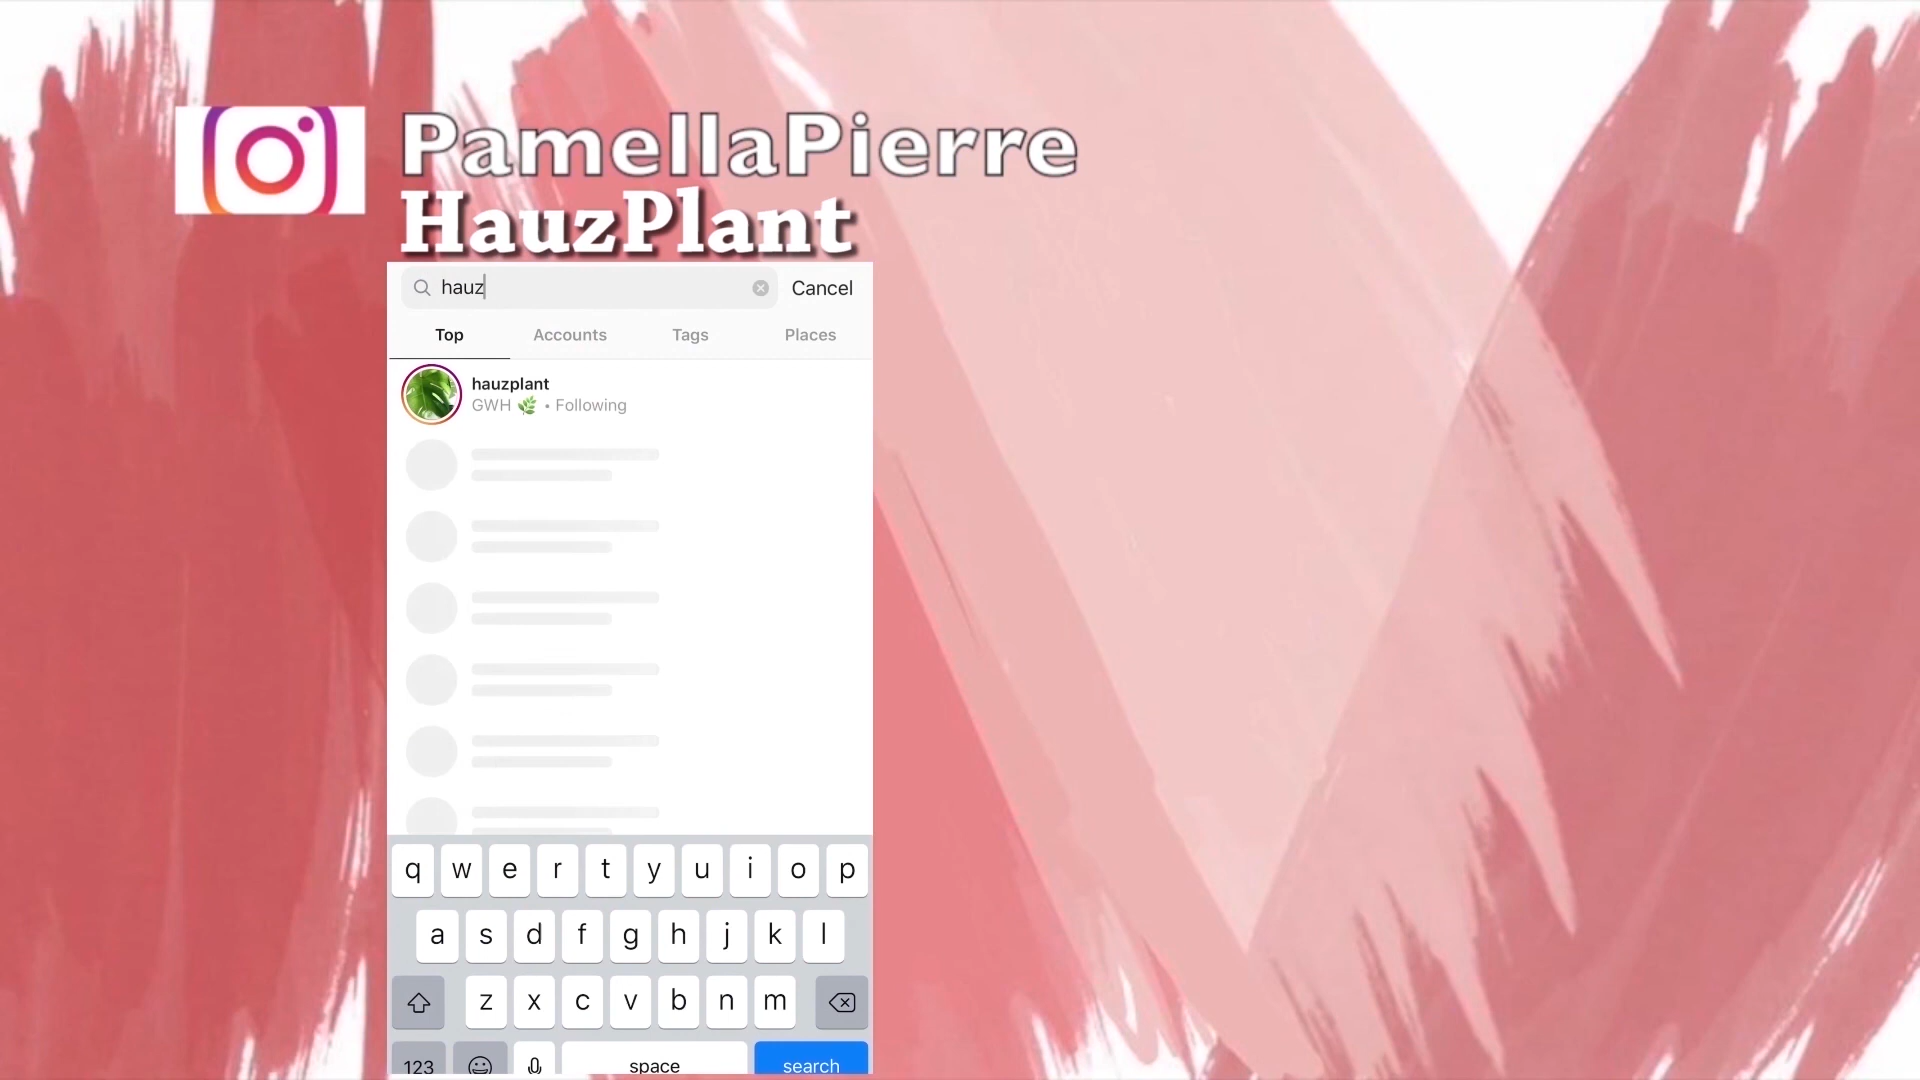 PamellaPierre
HauzPlant
hauz Cancel
Top Accounts Tags Places
hauzplant
GWH 🌿 • Following
q w e r t y u i o p
a s d f g h j k l
z x c v b n m
123 space search